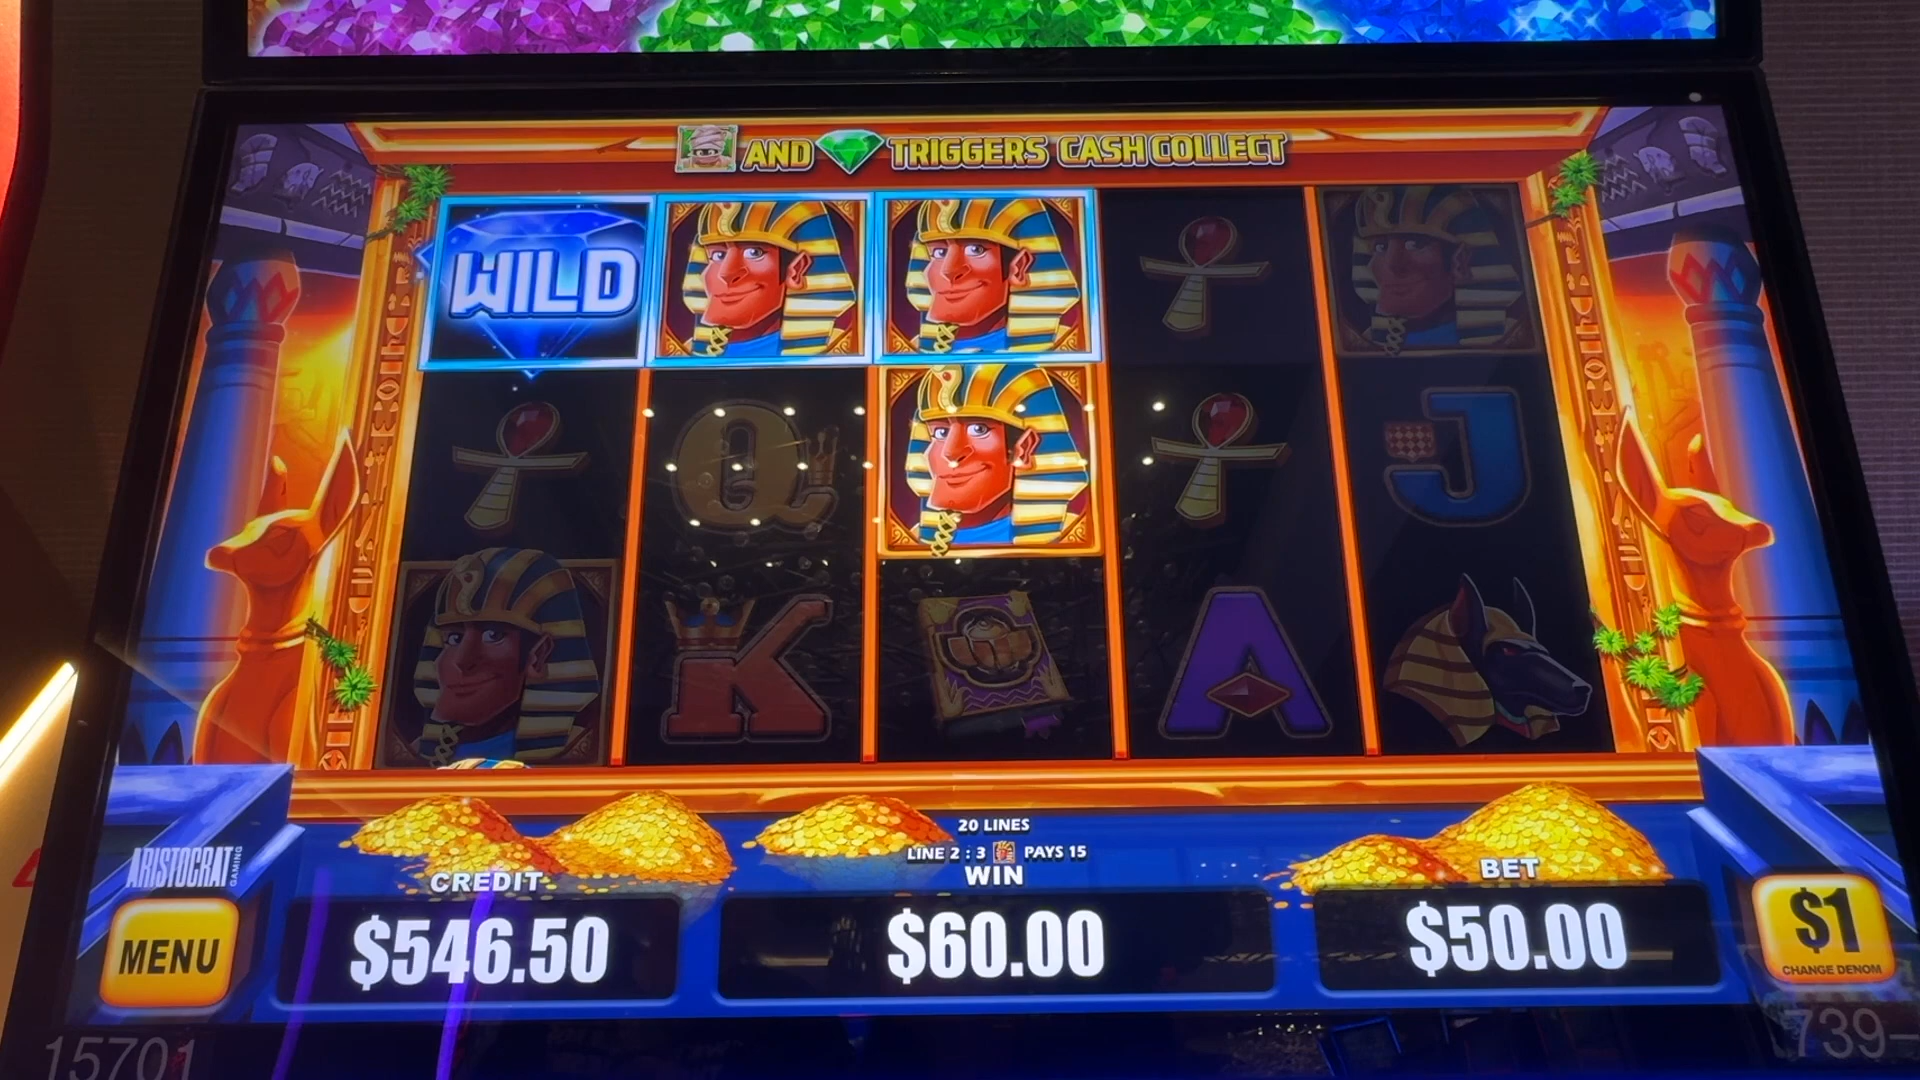 AND TRIGGERS CASH COLLECT
WILD
Q
J
K
A
20 LINES
LINE 2 : 3 PAYS 15
ARISTOCRAT GAMING
CREDIT
WIN
BET
MENU
$546.50
$60.00
$50.00
$1
CHANGE DENOM
15701
739-